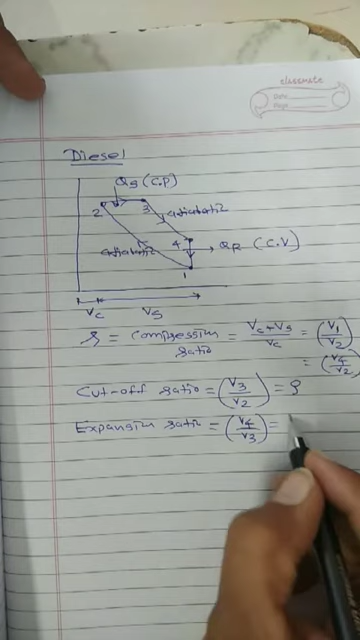 classmate
Date
Page
Diesel
Qs (C.P)
2
3
adiabatic
adiabatic
4
QR (C.V)
1
Vc
Vs
r = compression ratio = Vc+Vs/Vc = (V1/V2)
= (V4/V2)
Cut-off ratio = (V3/V2) = ρ
Expansion ratio = (V4/V3) =